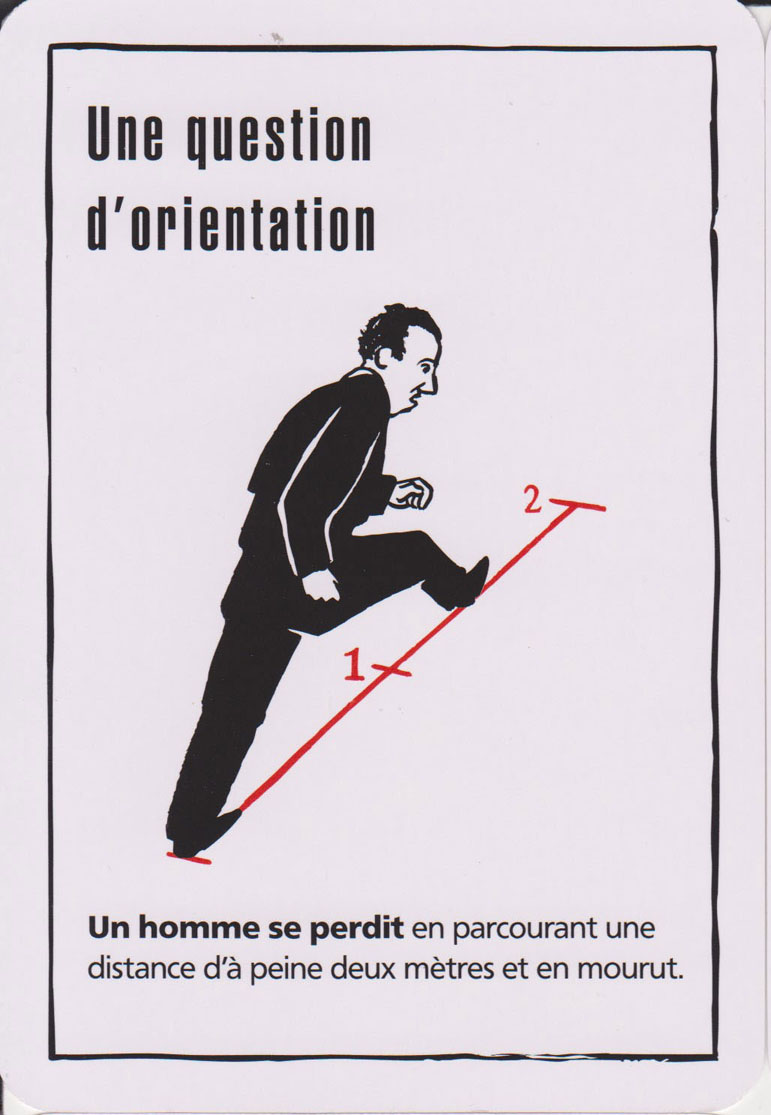 Une question
d'orientation
2
1
Un homme se perdit en parcourant une
distance d'à peine deux mètres et en mourut.